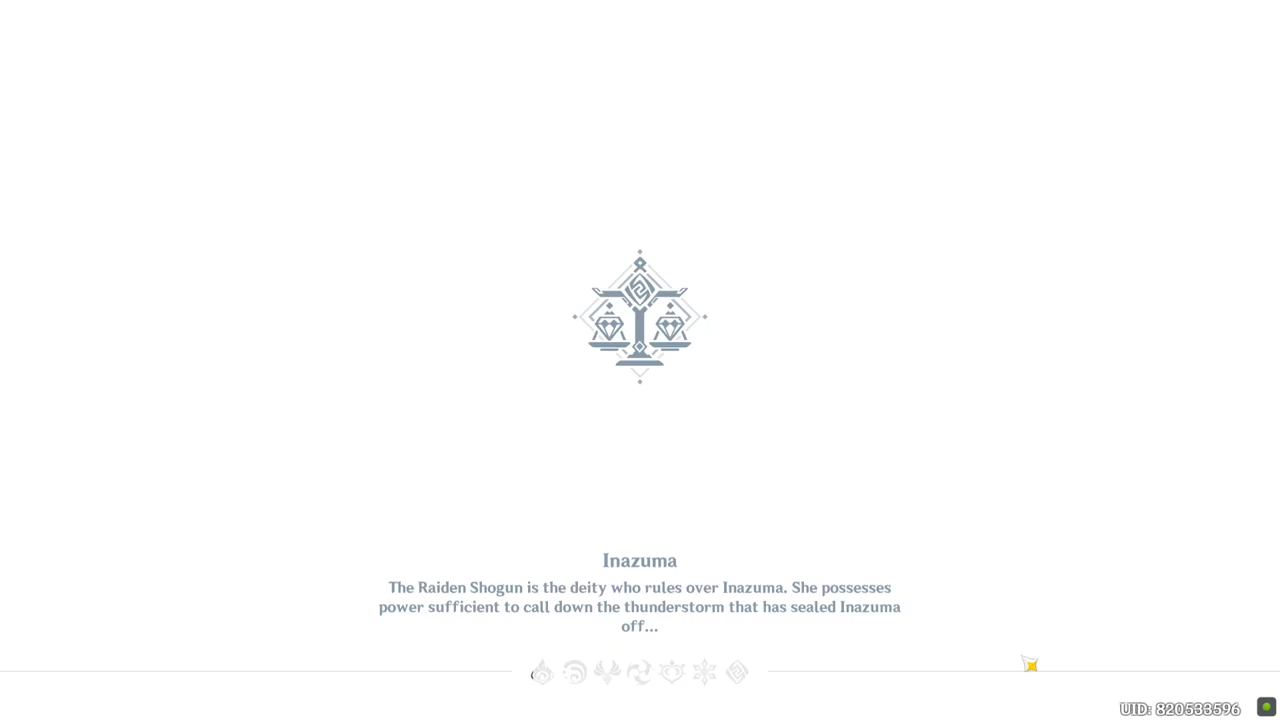 Inazuma
The Raiden Shogun is the deity who rules over Inazuma. She possesses
power sufficient to call down the thunderstorm that has sealed Inazuma
off...
UID: 820533596